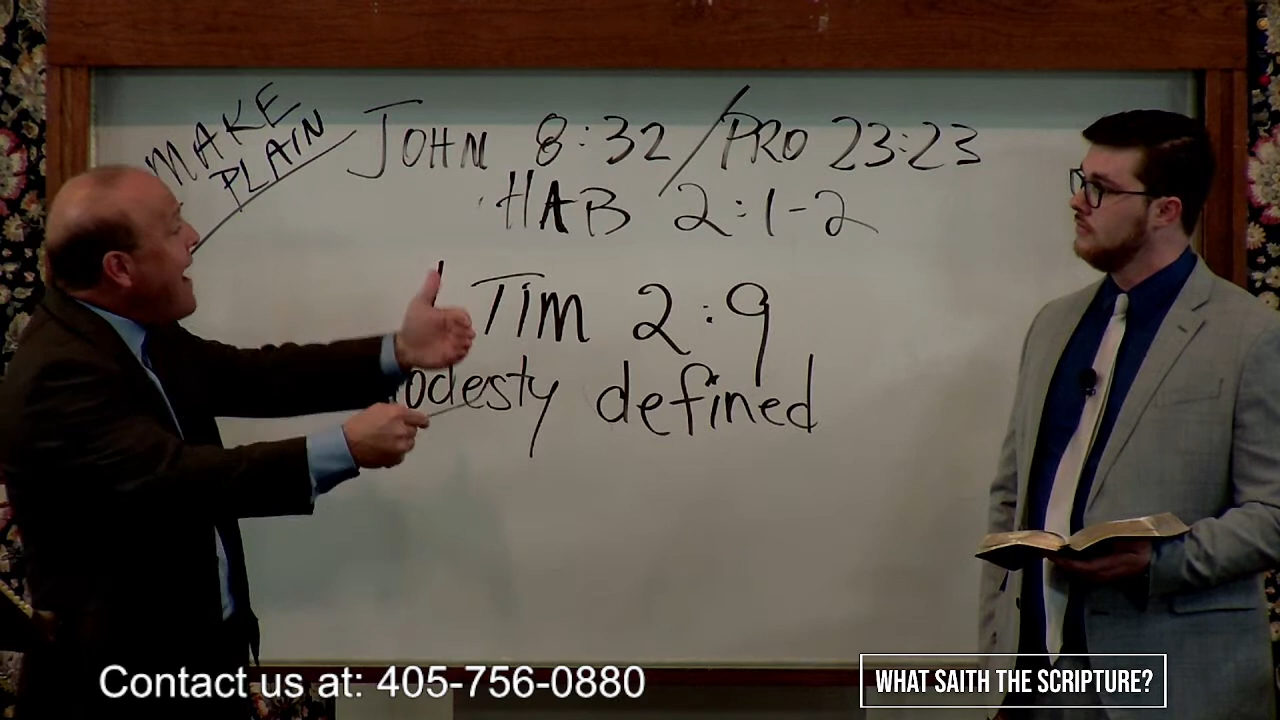 MAKE
PLAIN
JOHN 8:32/PRO 23:23
HAB 2:1-2
1 Tim 2:9
odesty defined
Contact us at: 405-756-0880
WHAT SAITH THE SCRIPTURE?